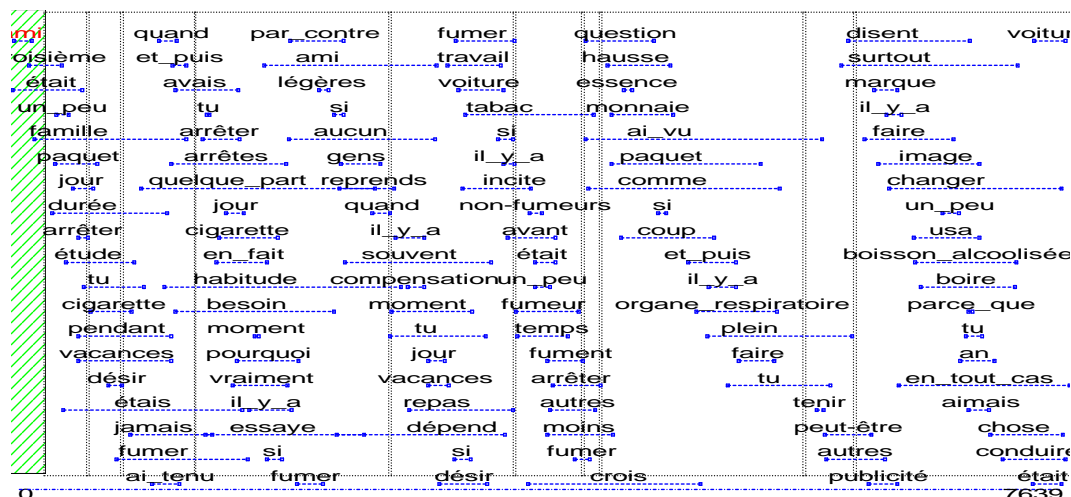 mi quand par_contre fumer question disent voitur
oisième et_puis ami travail hausse surtout
était avais légères voiture essence marque
un_peu tu si tabac monnaie il_y_a
famille arrêter aucun si ai_vu faire
paquet arrêtes gens il_y_a paquet image
jour quelque_part reprends incite comme changer
durée jour quand non-fumeurs si un_peu
arrêter cigarette il_y_a avant coup usa
étude en_fait souvent était et_puis boisson_alcoolisée
tu habitude compensation un_peu il_y_a boire
cigarette besoin moment fumeur organe_respiratoire parce_que
pendant moment tu temps plein tu
vacances pourquoi jour fument faire an
désir vraiment vacances arrêter tu en_tout_cas
étais il_y_a repas autres tenir aimais
jamais essaye dépend moins peut-être chose
fumer si si fumer autres conduire
ai_tenu fumer désir crois publicité était
0 7639